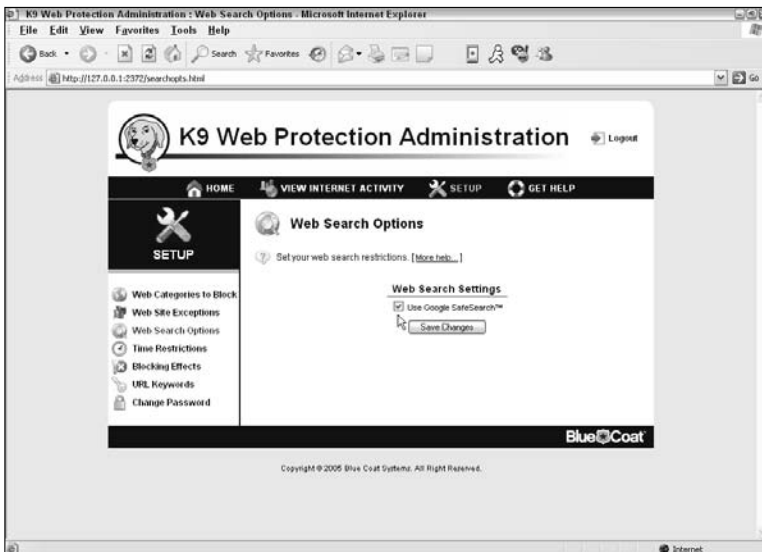 K9 Web Protection Administration : Web Search Options - Microsoft Internet Explorer
File Edit View Favorites Tools Help
Back Search Favorites
Address http://127.0.0.1:2372/searchopts.html Go
K9 Web Protection Administration Logout
HOME VIEW INTERNET ACTIVITY SETUP GET HELP
SETUP
Web Categories to Block
Web Site Exceptions
Web Search Options
Time Restrictions
Blocking Effects
URL Keywords
Change Password
Web Search Options
Set your web search restrictions. [More help...]
Web Search Settings
Use Google SafeSearch™
Save Changes
Blue Coat
Copyright © 2005 Blue Coat Systems. All Right Reserved.
Internet